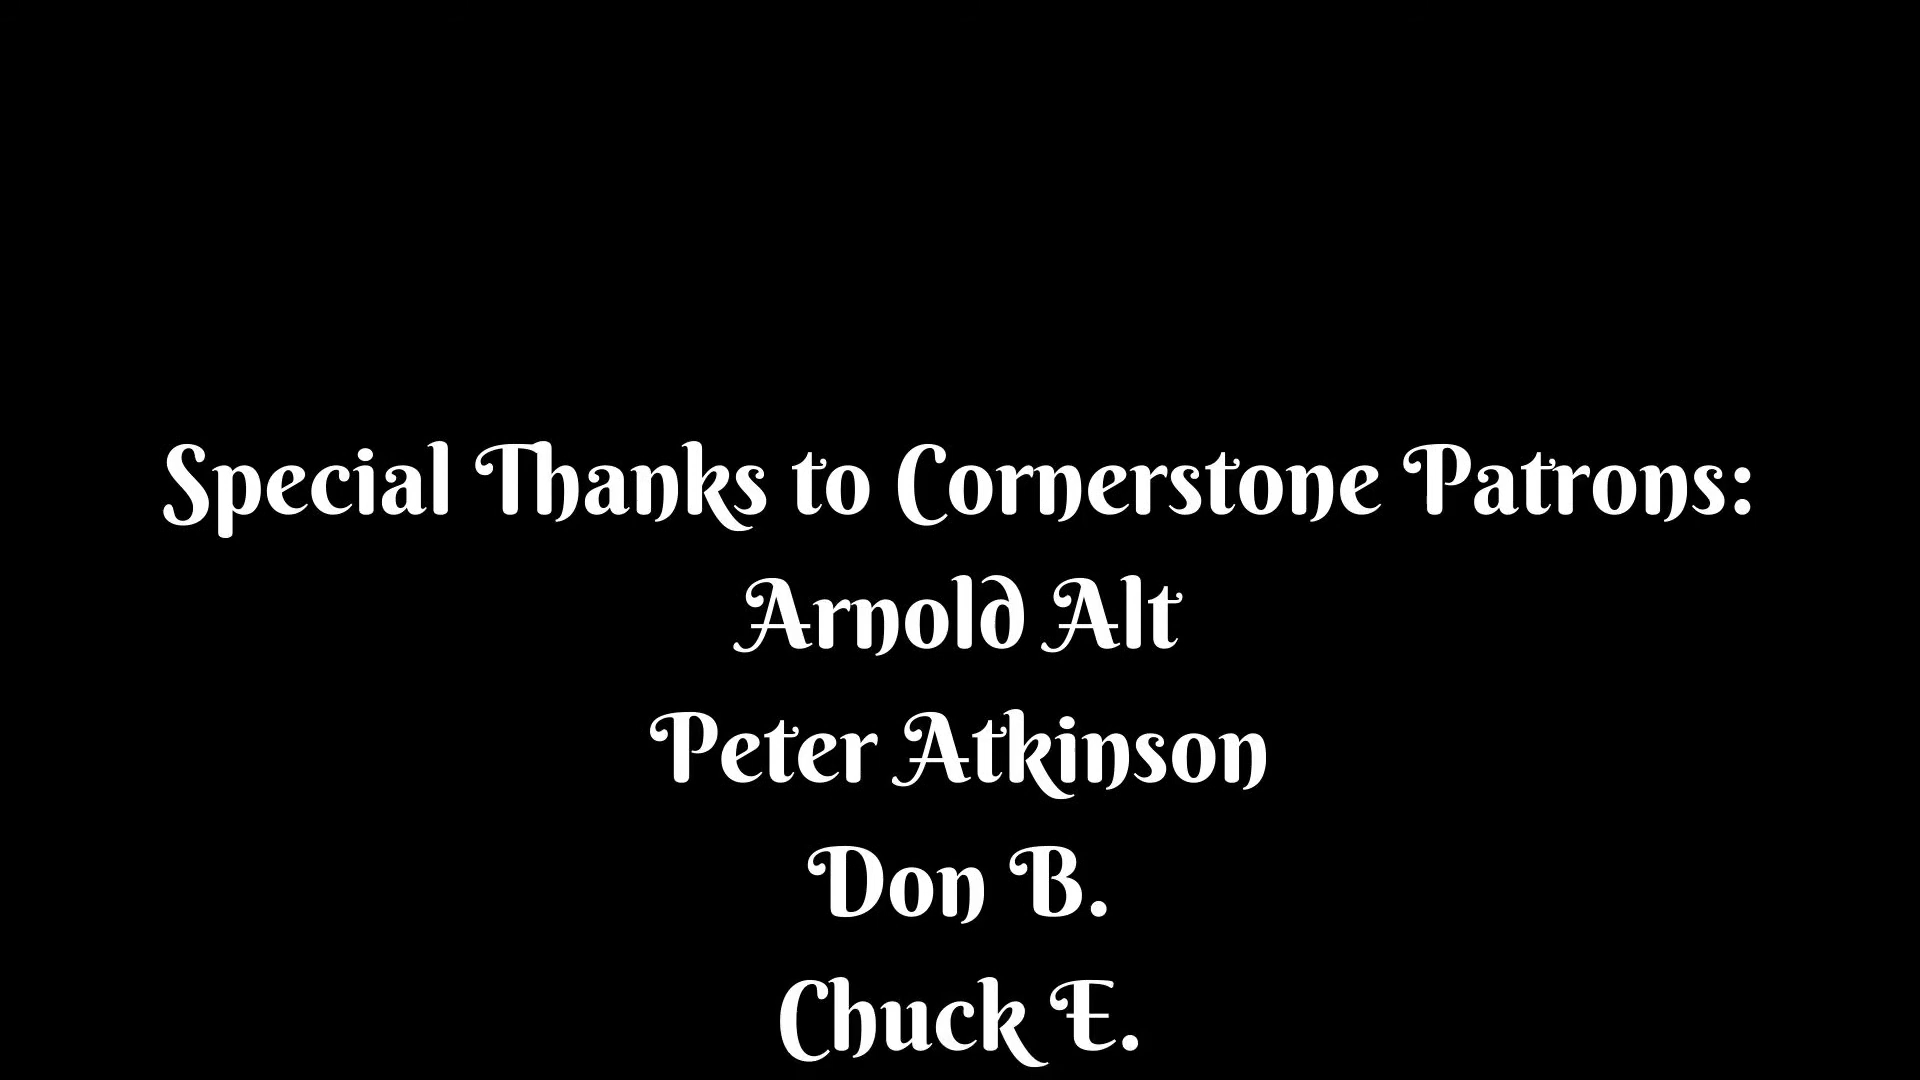 Special Thanks to Cornerstone Patrons:
Arnold Alt
Peter Atkinson
Don B.
Chuck E.